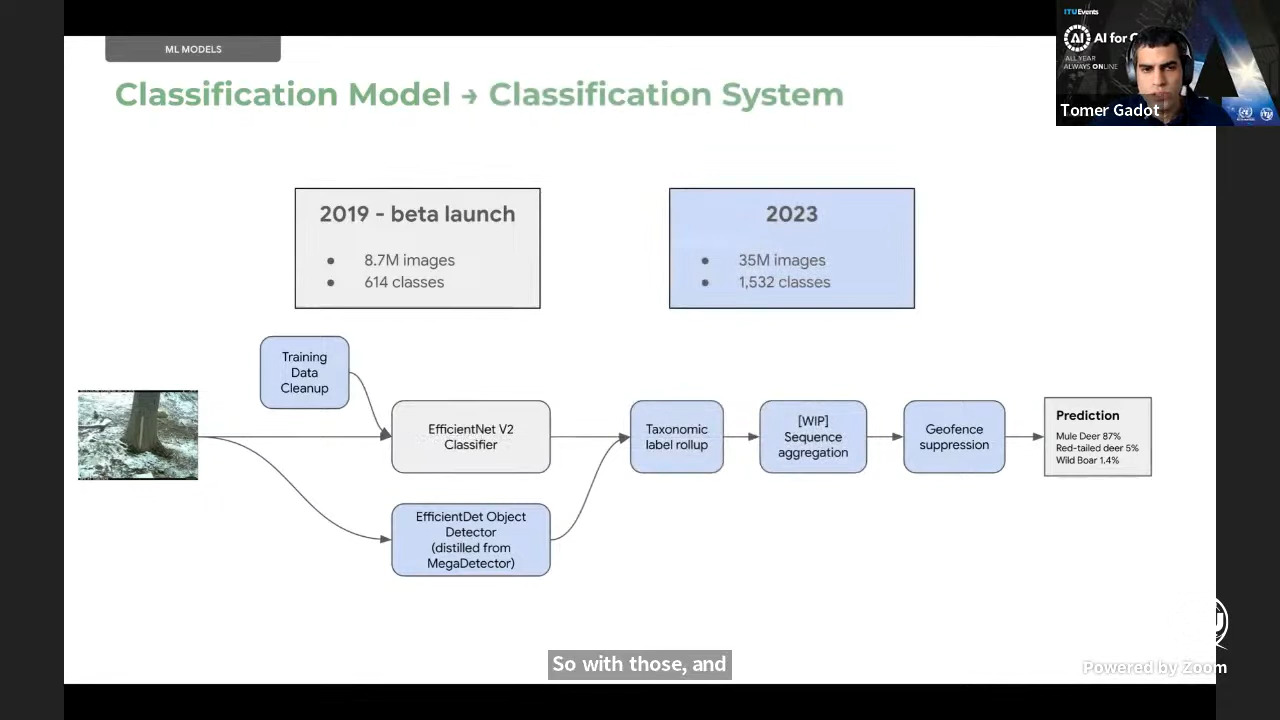 ML MODELS
Classification Model → Classification System
ITUEvents
AI
AI for G
ALL YEAR
ALWAYS ONLINE
Tomer Gadot
2019 - beta launch
● 8.7M images
● 614 classes
2023
● 35M images
● 1,532 classes
Training
Data
Cleanup
EfficientNet V2
Classifier
EfficientDet Object
Detector
(distilled from
MegaDetector)
Taxonomic
label rollup
[WIP]
Sequence
aggregation
Geofence
suppression
Prediction
Mule Deer 87%
Red-tailed deer 5%
Wild Boar 1.4%
So with those, and
Powered by Zoom